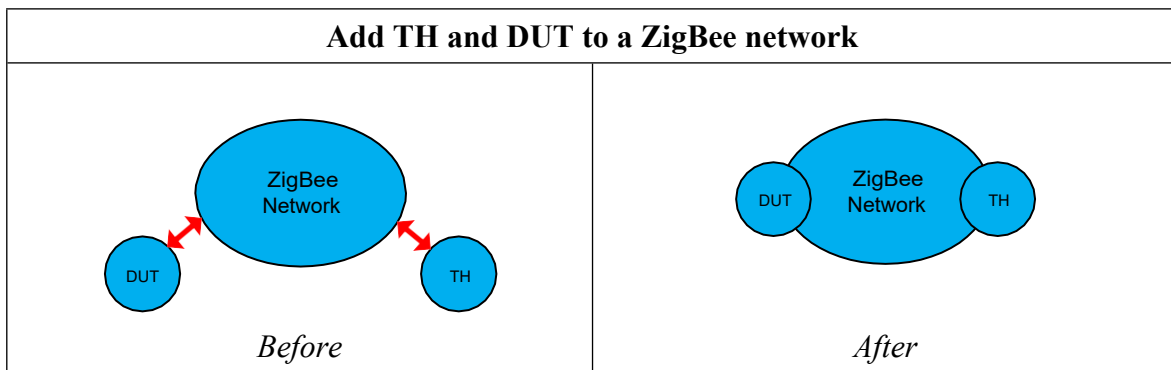 Add TH and DUT to a ZigBee network
ZigBee
Network
DUT
TH
Before
ZigBee
Network
DUT
TH
After